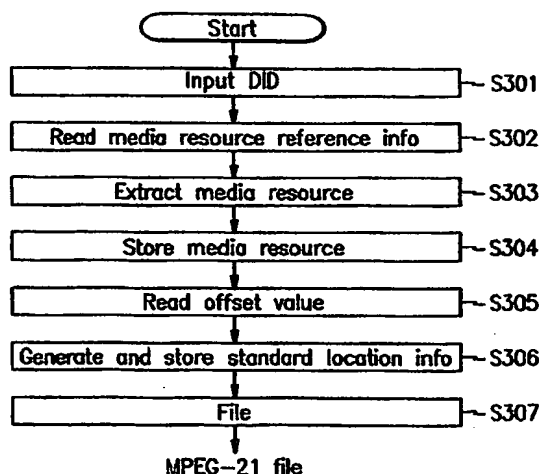 Start
Input DID
S301
Read media resource reference info
S302
Extract media resource
S303
Store media resource
S304
Read offset value
S305
Generate and store standard location info
S306
File
S307
MPEG-21 file